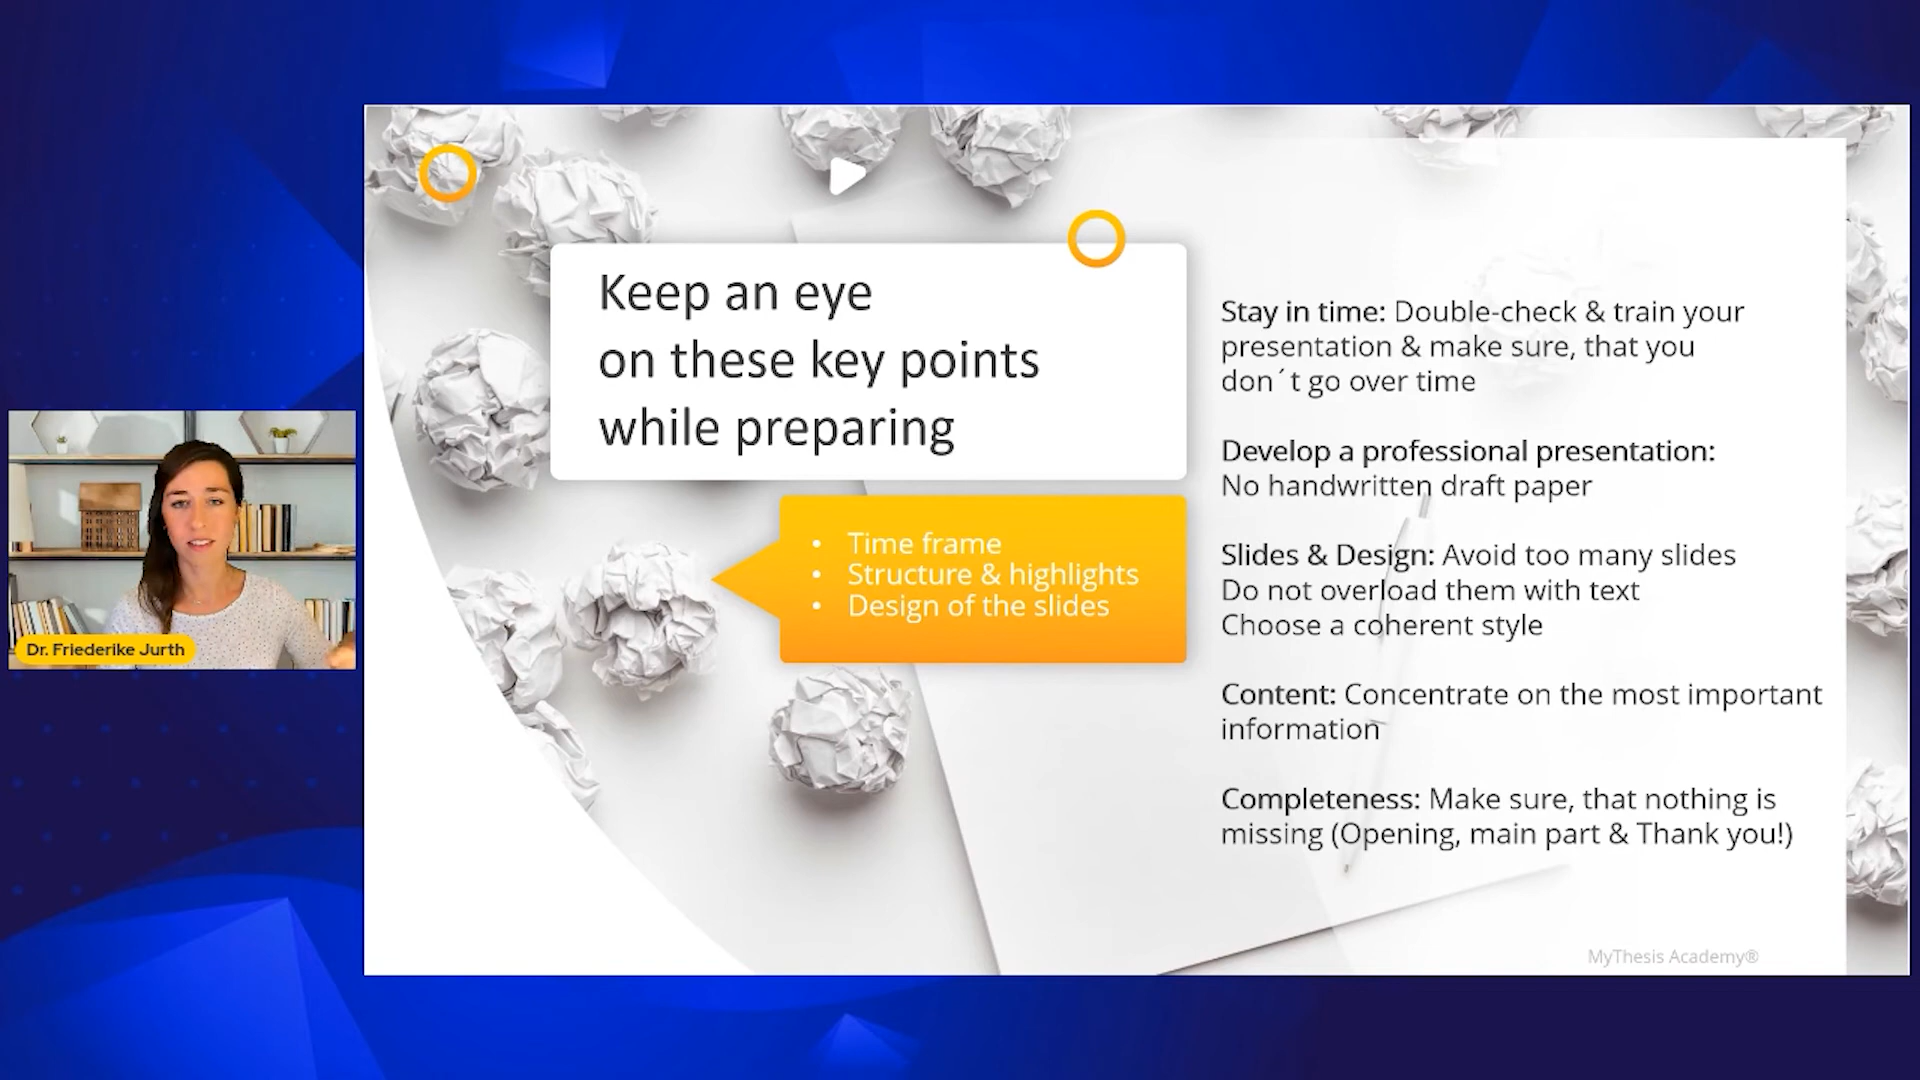 Keep an eye
on these key points
while preparing
• Time frame
• Structure & highlights
• Design of the slides
Stay in time: Double-check & train your
presentation & make sure, that you
don´t go over time
Develop a professional presentation:
No handwritten draft paper
Slides & Design: Avoid too many slides
Do not overload them with text
Choose a coherent style
Content: Concentrate on the most important
information
Completeness: Make sure, that nothing is
missing (Opening, main part & Thank you!)
MyThesis Academy®
Dr. Friederike Jurth